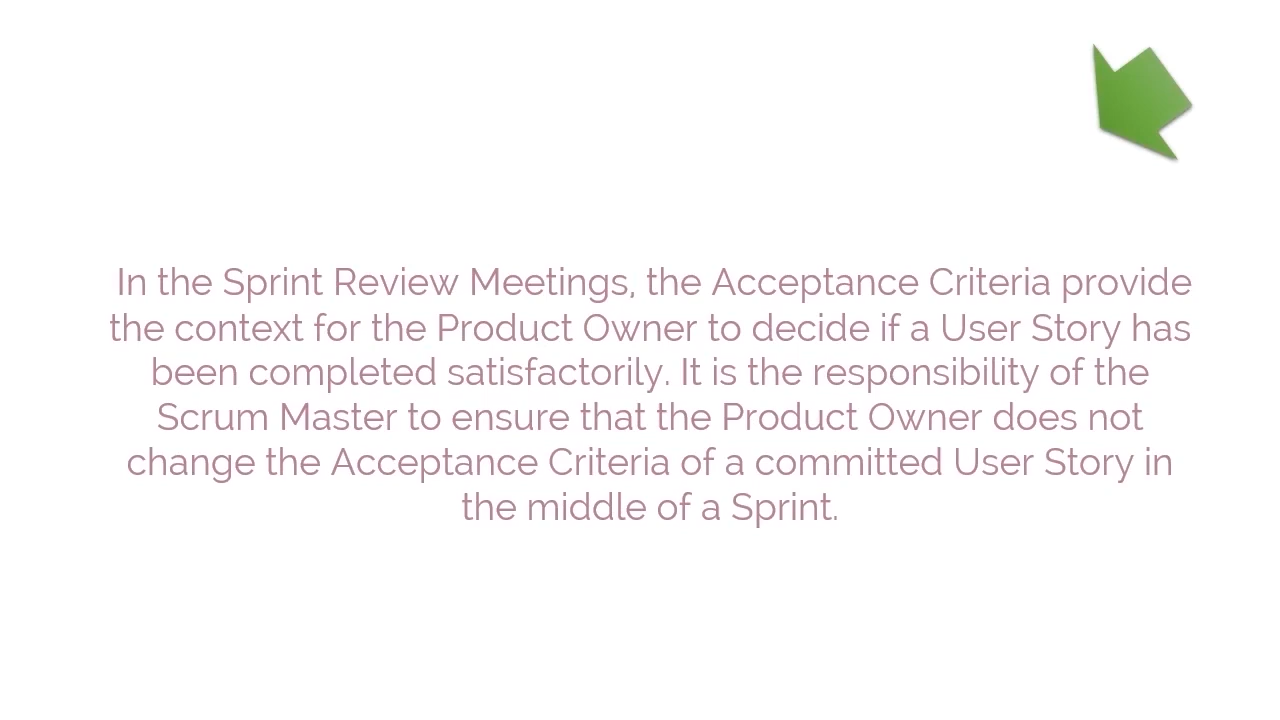 In the Sprint Review Meetings, the Acceptance Criteria provide
the context for the Product Owner to decide if a User Story has
been completed satisfactorily. It is the responsibility of the
Scrum Master to ensure that the Product Owner does not
change the Acceptance Criteria of a committed User Story in
the middle of a Sprint.